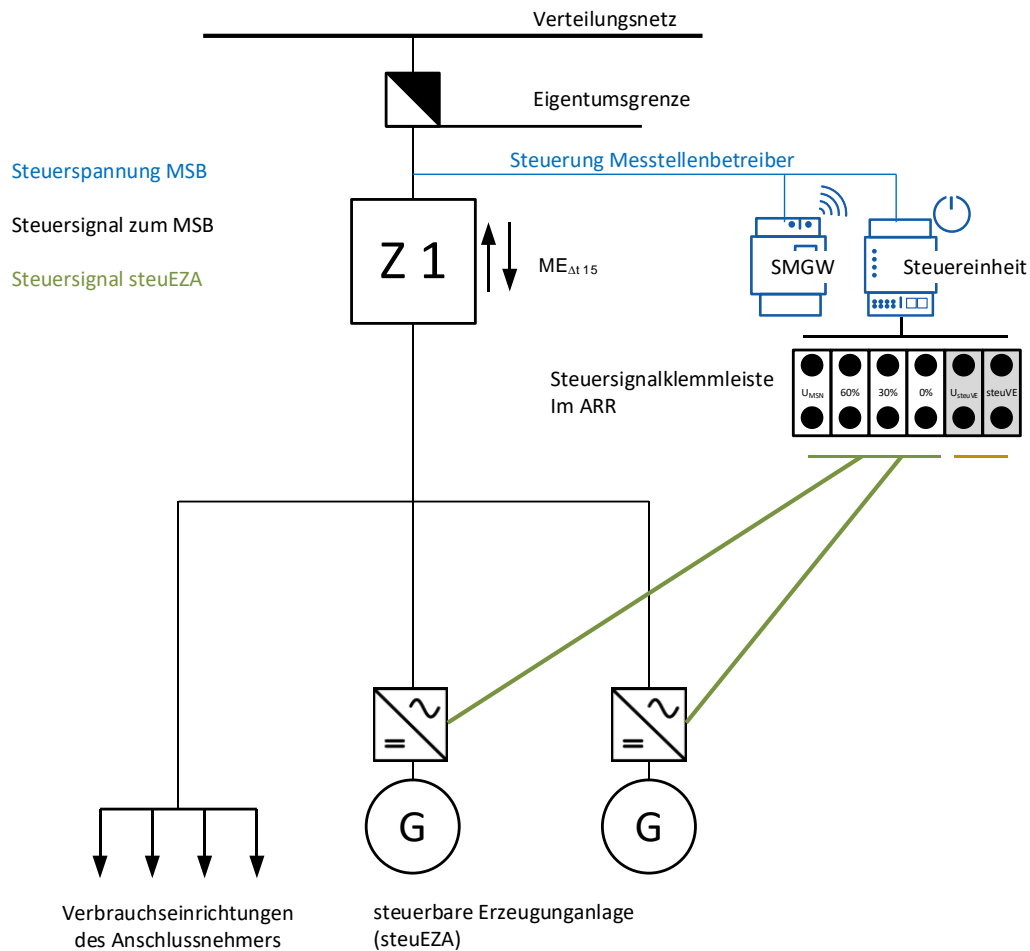 Verteilungsnetz
Eigentumsgrenze
Steuerung Messtellenbetreiber
Steuerspannung MSB
Steuersignal zum MSB
Steuersignal steuEZA
Z 1
ME∆t 15
SMGW
Steuereinheit
Steuersignalklemmleiste
Im ARR
UMSN 60% 30% 0% UsteuVE steuVE
G G
Verbrauchseinrichtungen
des Anschlussnehmers
steuerbare Erzeugunganlage
(steuEZA)